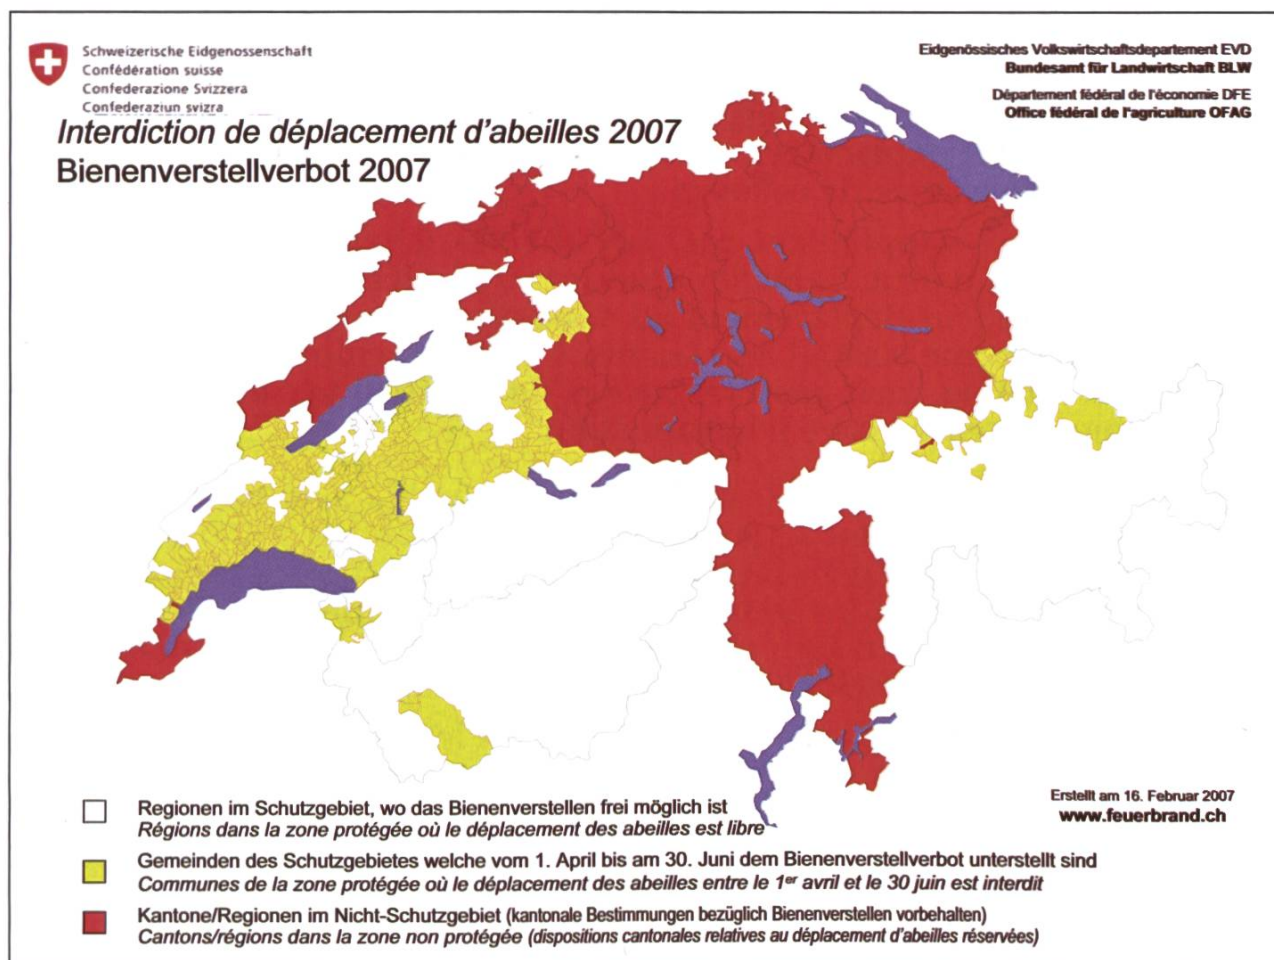 Schweizerische Eidgenossenschaft
Confédération suisse
Confederazione Svizzera
Confederaziun svizra
Eidgenössisches Volkswirtschaftsdepartement EVD
Bundesamt für Landwirtschaft BLW
Département fédéral de l'économie DFE
Office fédéral de l'agriculture OFAG
Interdiction de déplacement d'abeilles 2007
Bienenverstellverbot 2007
Erstellt am 16. Februar 2007
www.feuerbrand.ch
Regionen im Schutzgebiet, wo das Bienenverstellen frei möglich ist
Régions dans la zone protégée où le déplacement des abeilles est libre
Gemeinden des Schutzgebietes welche vom 1. April bis am 30. Juni dem Bienenverstellverbot unterstellt sind
Communes de la zone protégée où le déplacement des abeilles entre le 1er avril et le 30 juin est interdit
Kantone/Regionen im Nicht-Schutzgebiet (kantonale Bestimmungen bezüglich Bienenverstellen vorbehalten)
Cantons/régions dans la zone non protégée (dispositions cantonales relatives au déplacement d'abeilles réservées)